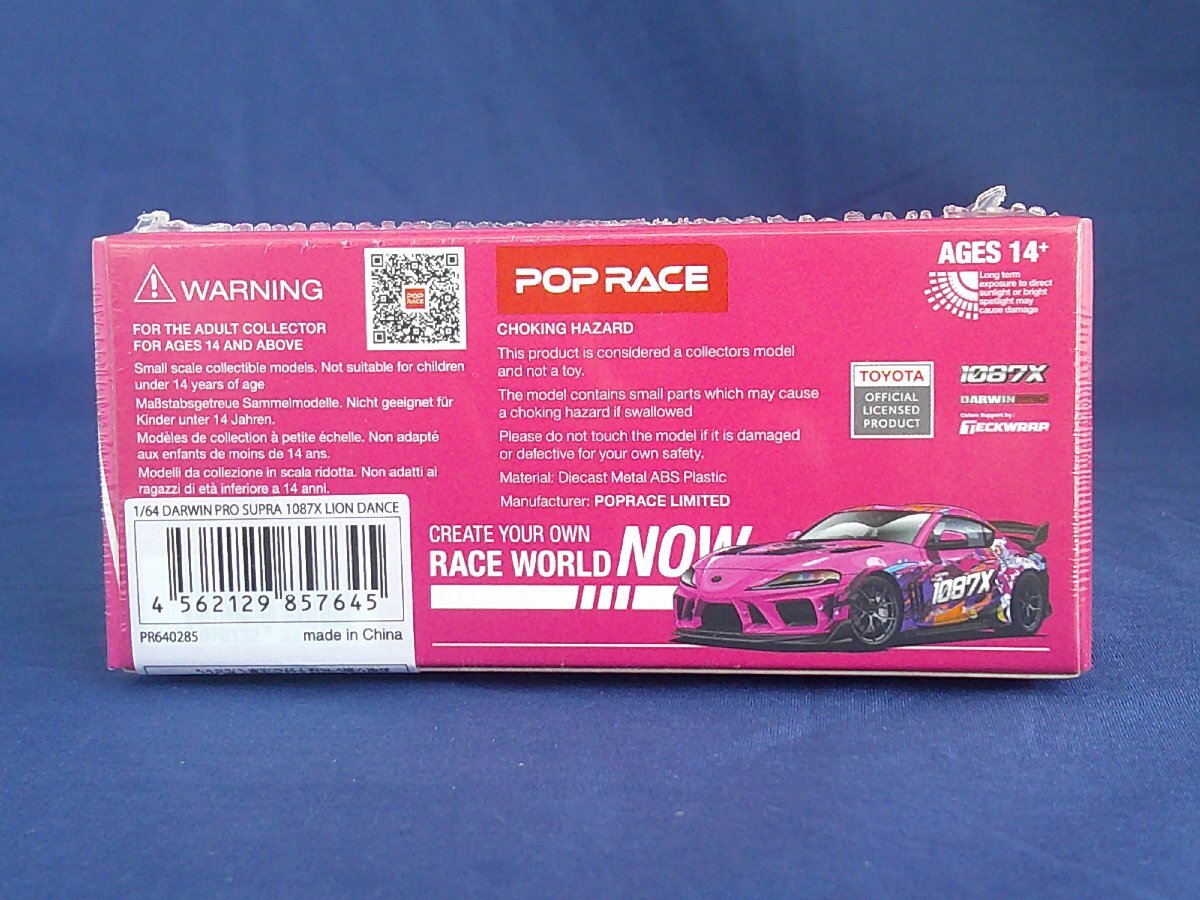 WARNING
FOR THE ADULT COLLECTOR
FOR AGES 14 AND ABOVE
Small scale collectible models. Not suitable for children
under 14 years of age
Maßstabsgetreue Sammelmodelle. Nicht geeignet für
Kinder unter 14 Jahren.
Modèles de collection à petite échelle. Non adapté
aux enfants de moins de 14 ans.
Modelli da collezione in scala ridotta. Non adatti ai
ragazzi di età inferiore a 14 anni.
1/64 DARWIN PRO SUPRA 1087X LION DANCE
4 562129 857645
PR640285
made in China
POP RACE
POP RACE
CHOKING HAZARD
This product is considered a collectors model
and not a toy.
The model contains small parts which may cause
a choking hazard if swallowed
Please do not touch the model if it is damaged
or defective for your own safety.
Material: Diecast Metal ABS Plastic
Manufacturer: POPRACE LIMITED
CREATE YOUR OWN
RACE WORLD NOW
AGES 14+
Long term
exposure to direct
sunlight or bright
spotlight may
cause damage
TOYOTA
OFFICIAL
LICENSED
PRODUCT
1087X
DARWINPRO
Colors Support by :
TECKWRAP
1087X